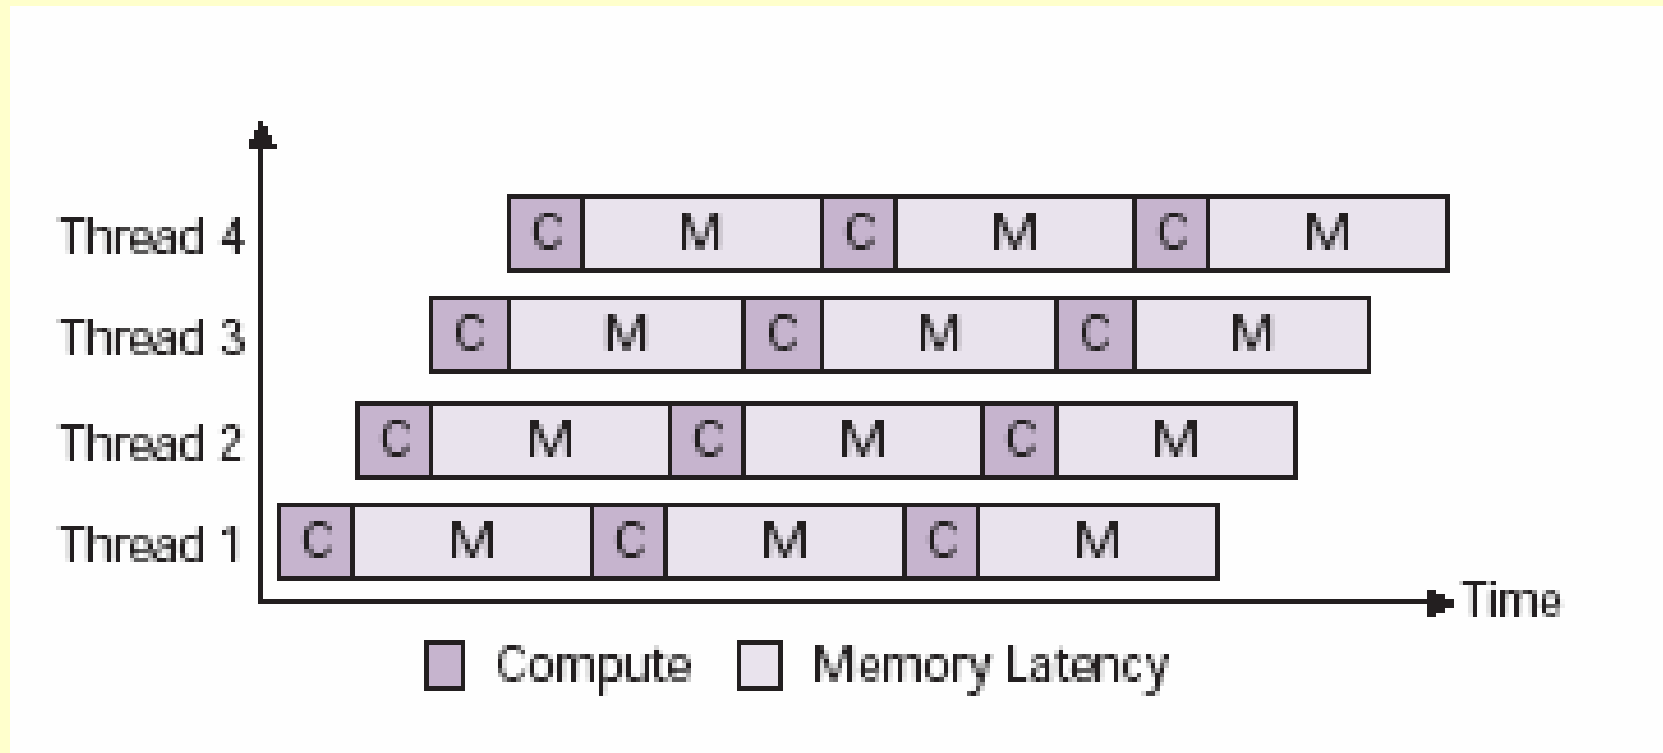 Thread 4 C M C M C M
Thread 3 C M C M C M
Thread 2 C M C M C M
Thread 1 C M C M C M
Time
Compute Memory Latency